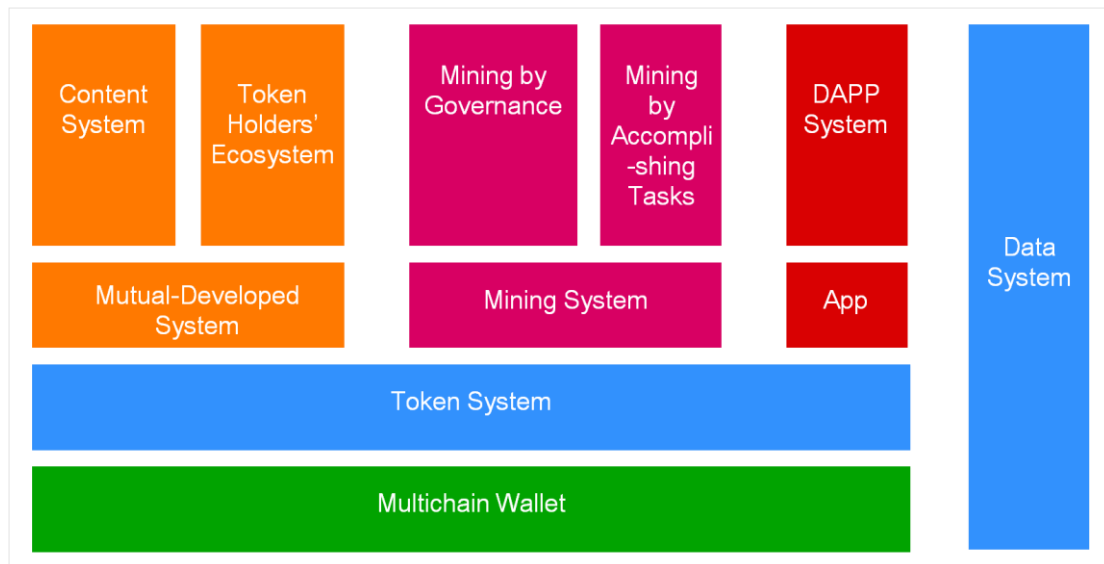 Content
System
Token
Holders’
Ecosystem
Mining by
Governance
Mining
by
Accompli
-shing
Tasks
DAPP
System
Data
System
Mutual-Developed
System
Mining System
App
Token System
Multichain Wallet